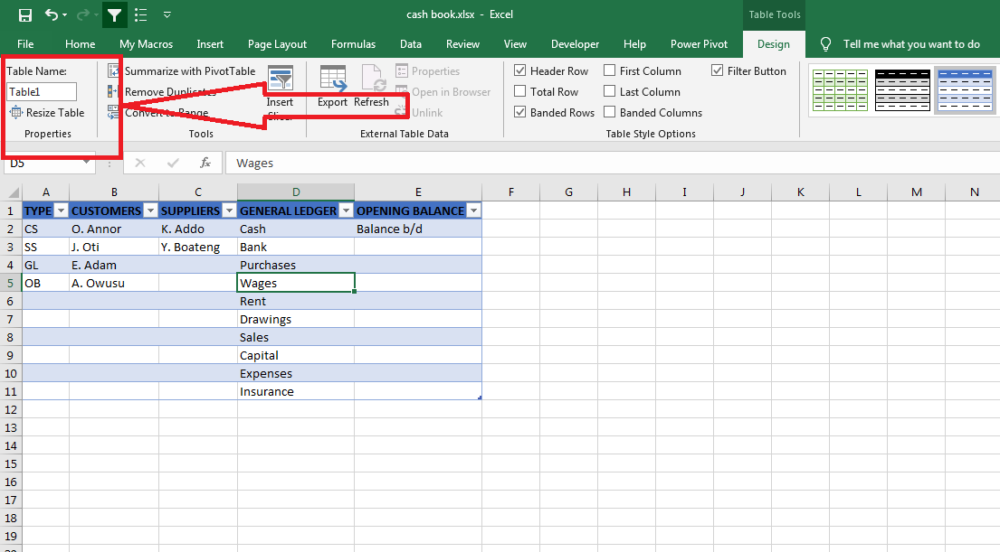 cash book.xlsx - Excel
Table Tools
File Home My Macros Insert Page Layout Formulas Data Review View Developer Help Power Pivot Design Tell me what you want to do
Table Name:
Table1
Resize Table
Properties
Summarize with PivotTable
Remove Duplicates
Convert to Range
Tools
Insert
Slicer
Export
Refresh
Properties
Open in Browser
Unlink
External Table Data
Header Row First Column Filter Button
Total Row Last Column
Banded Rows Banded Columns
Table Style Options
D5 fx Wages
A B C D E F G H I J K L M N
1 TYPE CUSTOMERS SUPPLIERS GENERAL LEDGER OPENING BALANCE
2 CS O. Annor K. Addo Cash Balance b/d
3 SS J. Oti Y. Boateng Bank
4 GL E. Adam Purchases
5 OB A. Owusu Wages
6 Rent
7 Drawings
8 Sales
9 Capital
10 Expenses
11 Insurance
12
13
14
15
16
17
18
19